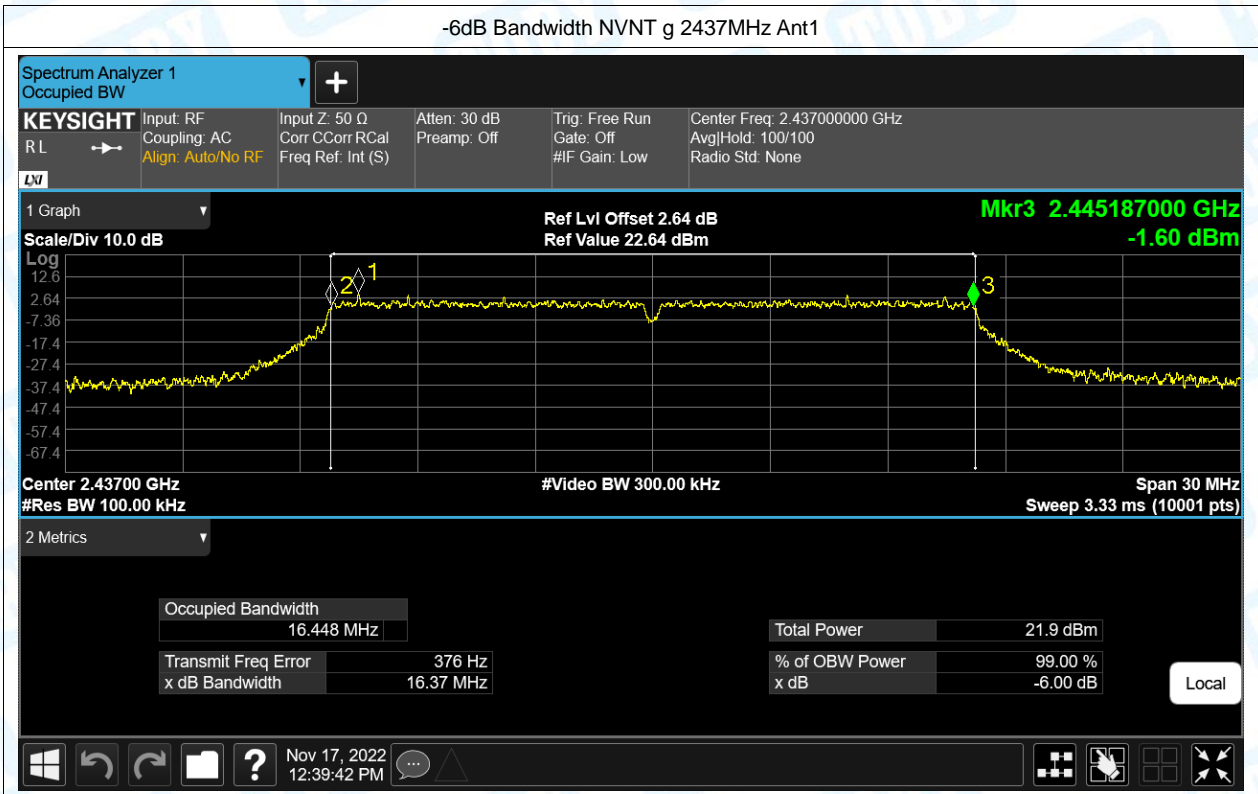 -6dB Bandwidth NVNT g 2437MHz Ant1
Spectrum Analyzer 1
Occupied BW
KEYSIGHT
R L
LXI
Input: RF
Coupling: AC
Align: Auto/No RF
Input Z: 50 Ω
Corr CCorr RCal
Freq Ref: Int (S)
Atten: 30 dB
Preamp: Off
Trig: Free Run
Gate: Off
#IF Gain: Low
Center Freq: 2.437000000 GHz
Avg|Hold: 100/100
Radio Std: None
1 Graph
Scale/Div 10.0 dB
Ref Lvl Offset 2.64 dB
Ref Value 22.64 dBm
Mkr3 2.445187000 GHz
-1.60 dBm
Log
12.6
2.64
-7.36
-17.4
-27.4
-37.4
-47.4
-57.4
-67.4
2
1
3
Center 2.43700 GHz
#Res BW 100.00 kHz
#Video BW 300.00 kHz
Span 30 MHz
Sweep 3.33 ms (10001 pts)
2 Metrics
Occupied Bandwidth
16.448 MHz
Total Power 21.9 dBm
Transmit Freq Error 376 Hz
% of OBW Power 99.00 %
x dB Bandwidth 16.37 MHz
x dB -6.00 dB
Local
?
Nov 17, 2022
12:39:42 PM